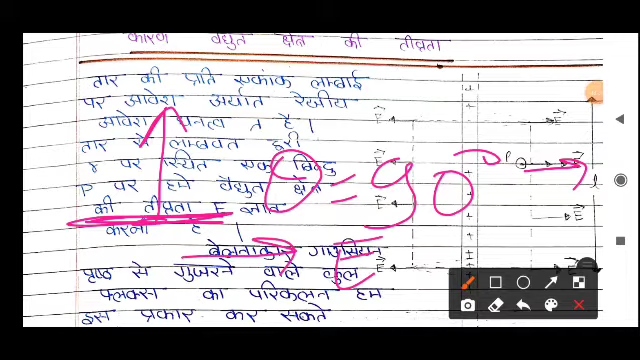 कारण वैद्युत क्षेत्र की तीव्रता
तार की प्रति एकांक लम्बाई
पर आवेश अर्थात रेखीय
आवेश घनत्व है |
तार से लम्बवत दूरी
r पर स्थित एक बिन्दु
P पर हमे वैद्युत क्षेत्र
की तीव्रता E ज्ञात
करना है |
बेलनाकार गाउसियन
पृष्ठ से गुजरने वाले कुल
फ्लक्स का परिकलन हम
इस प्रकार कर सकते
θ = 90°
E E
E P E
E l
E E
E E